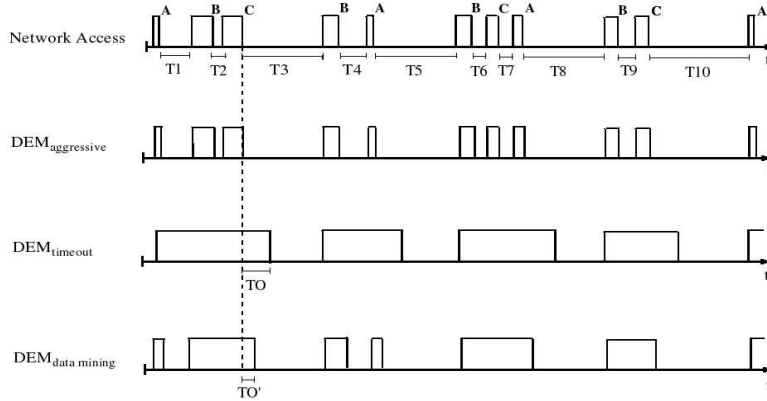 A B C B A B C A B C A
Network Access
t
T1 T2 T3 T4 T5 T6 T7 T8 T9 T10
DEMaggressive
DEMtimeout
t
TO
DEMdata mining
TO'